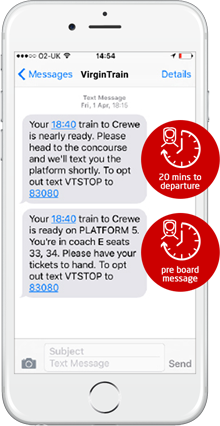 O2-UK 14:54
Messages VirginTrain Details
Text Message
Fri, 1 Apr, 18:15
Your 18:40 train to Crewe
is nearly ready. Please
head to the concourse
and we'll text you the
platform shortly. To opt
out text VTSTOP to
83080
20 mins to
departure
Your 18:40 train to Crewe
is ready on PLATFORM 5.
You're in coach E seats
33, 34. Please have your
tickets to hand. To opt
out text VTSTOP to
83080
pre board
message
Subject
Text Message Send